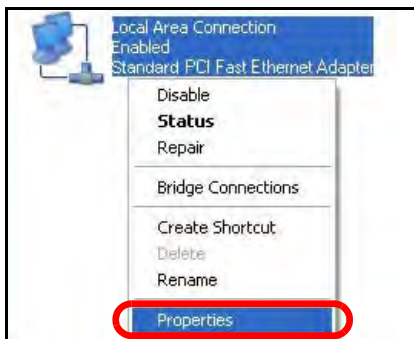 Local Area Connection
Enabled
Standard PCI Fast Ethernet Adapter
Disable
Status
Repair
Bridge Connections
Create Shortcut
Delete
Rename
Properties